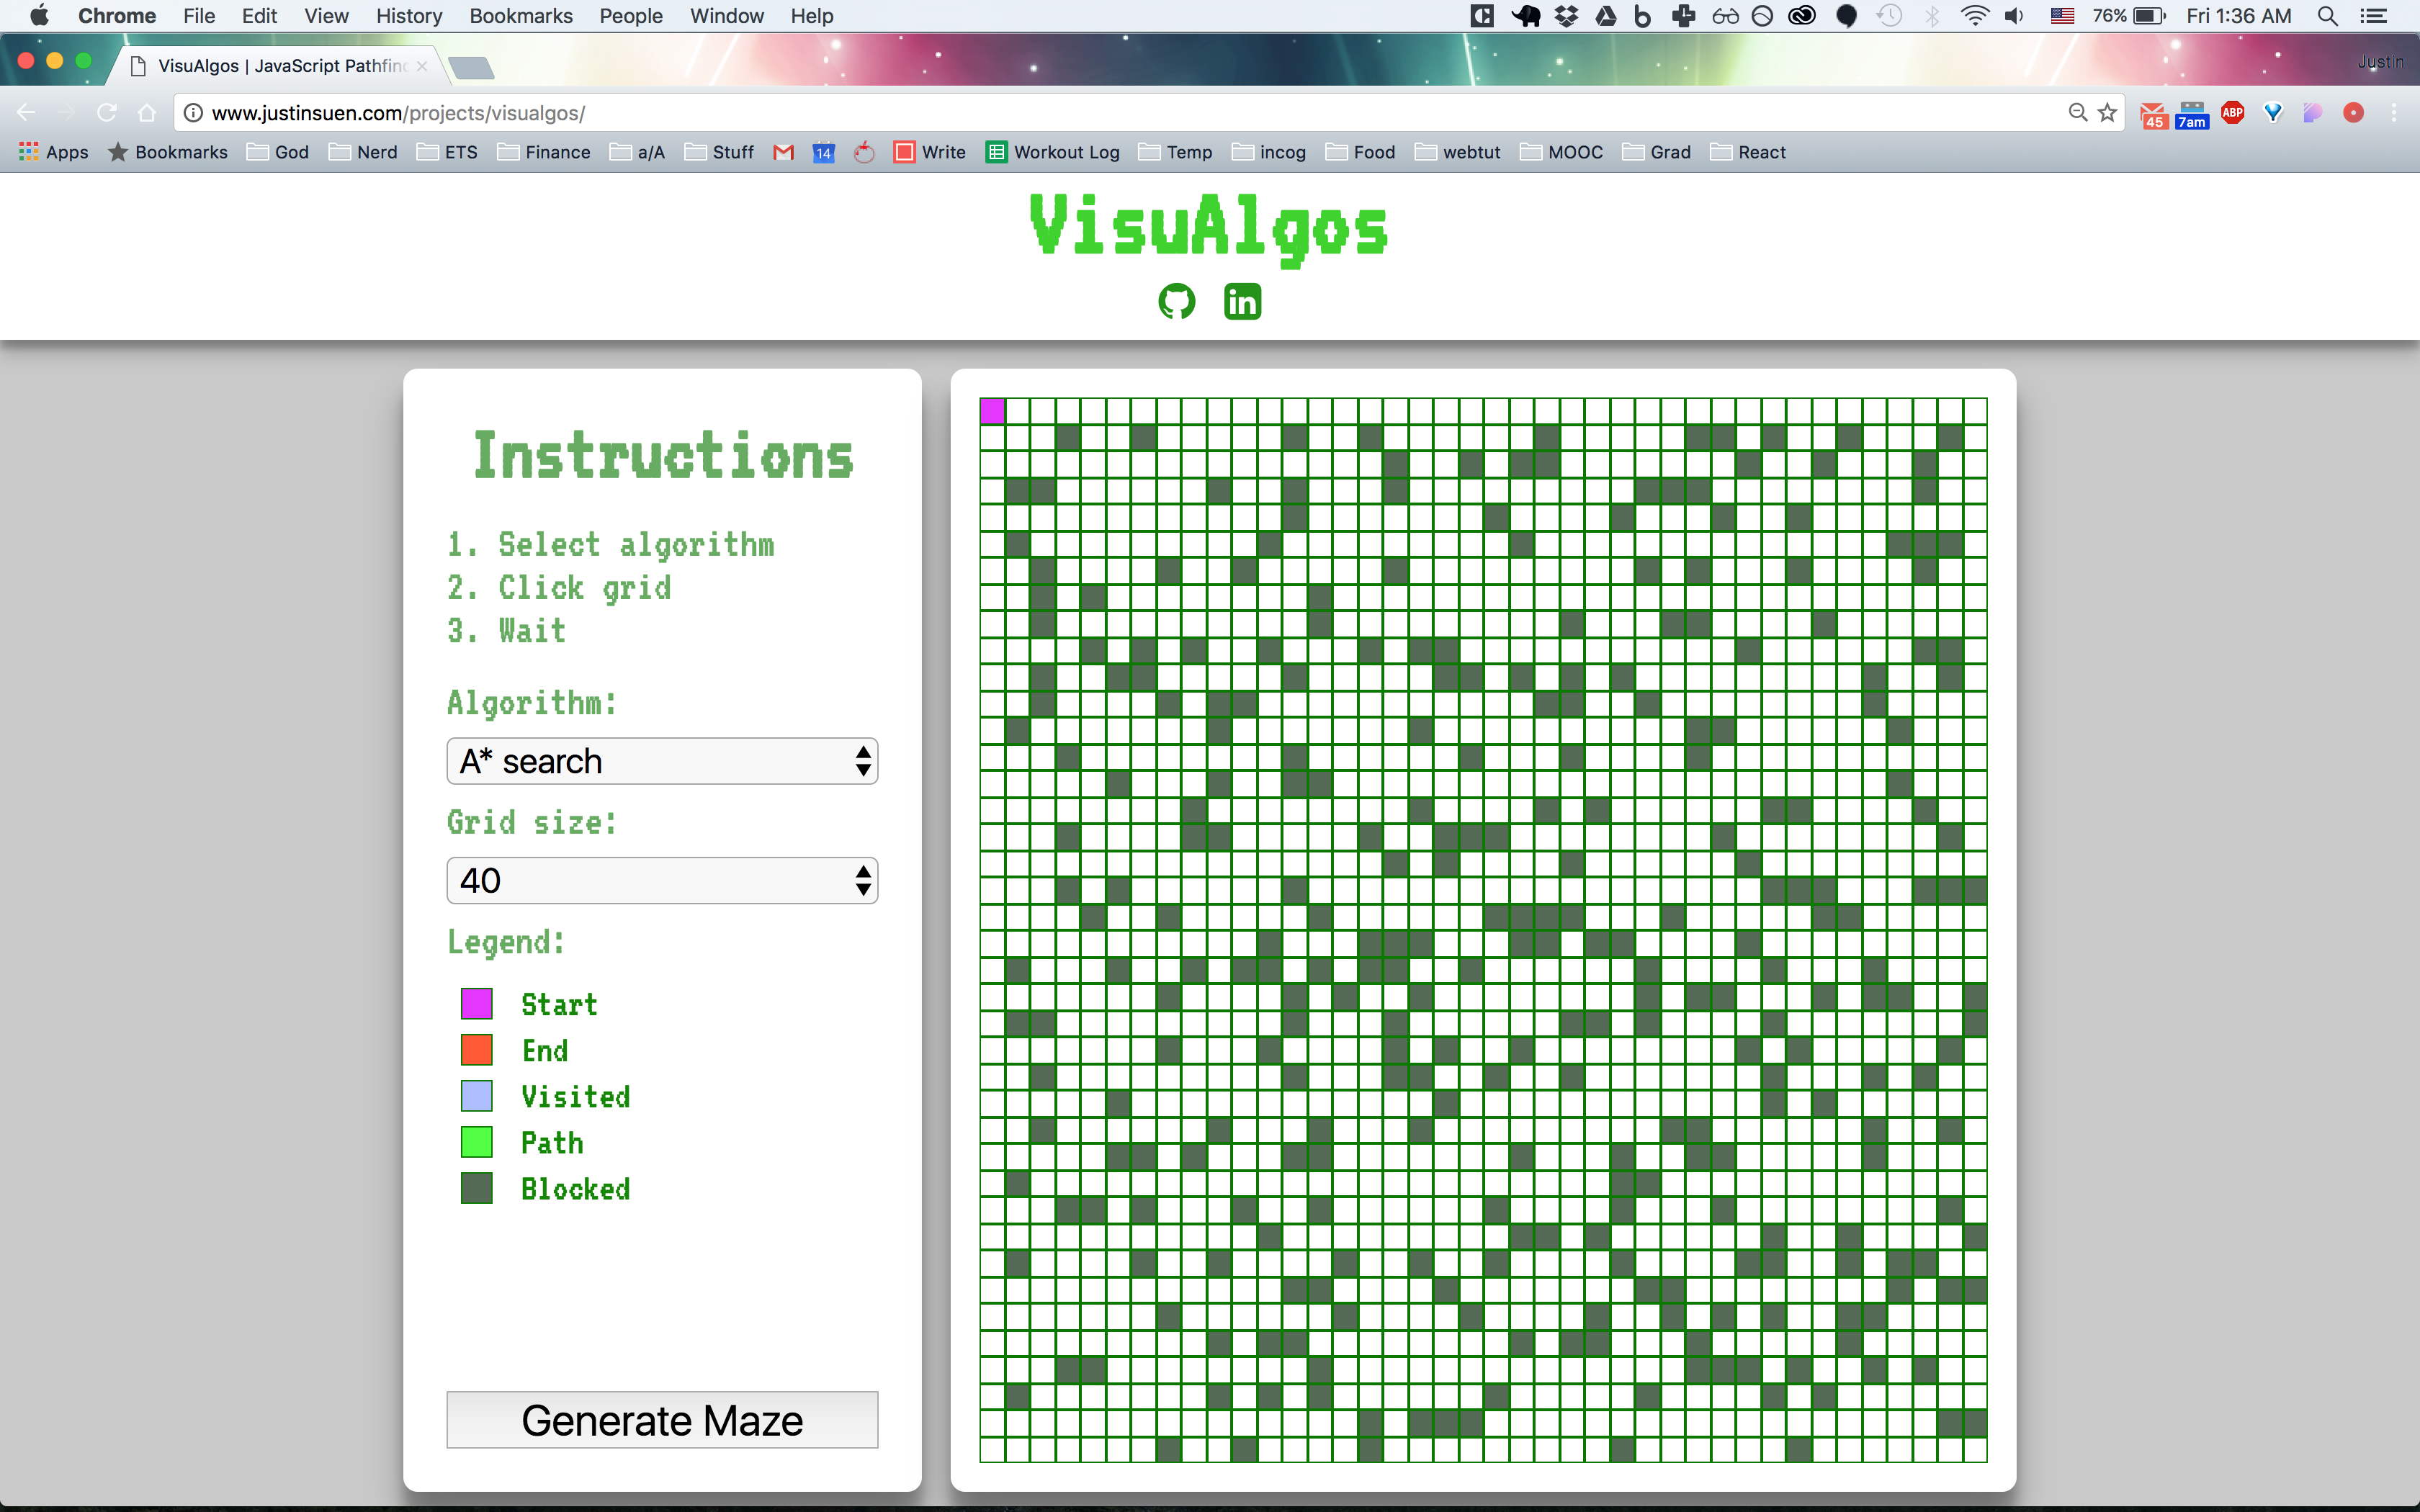 Chrome File Edit View History Bookmarks People Window Help 76% Fri 1:36 AM
VisuAlgos | JavaScript Pathfin
Justin
www.justinsuen.com/projects/visualgos/
45 7am ABP
Apps Bookmarks God Nerd ETS Finance a/A Stuff 14 Write Workout Log Temp incog Food webtut MOOC Grad React
VisuAlgos
in
Instructions
1. Select algorithm
2. Click grid
3. Wait
Algorithm:
A* search
Grid size:
40
Legend:
Start
End
Visited
Path
Blocked
Generate Maze